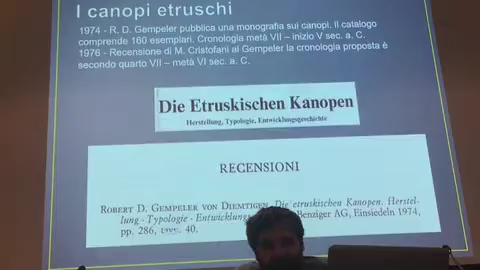 I canopi etruschi
1974 - R. D. Gempeler pubblica una monografia sui canopi. Il catalogo
comprende 160 esemplari. Cronologia metà VII – inizio V sec. a. C.
1976 - Recensione di M. Cristofani al Gempeler la cronologia proposta è
secondo quarto VII – metà VI sec. a. C.
Die Etruskischen Kanopen
Herstellung, Typologie, Entwicklungsgeschichte
RECENSIONI
ROBERT D. GEMPELER VON DIEMTIGEN, Die etruskischen Kanopen. Herstel-
lung - Typologie - Entwicklungs Benziger AG, Einsiedeln 1974,
pp. 286, 40.